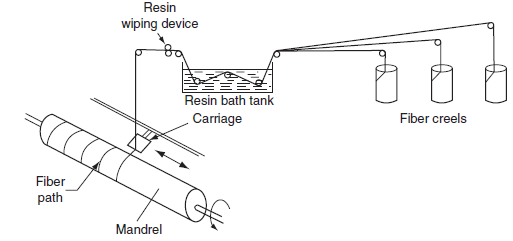 Resin
wiping device
Resin bath tank
Carriage
Fiber creels
Fiber
path
Mandrel